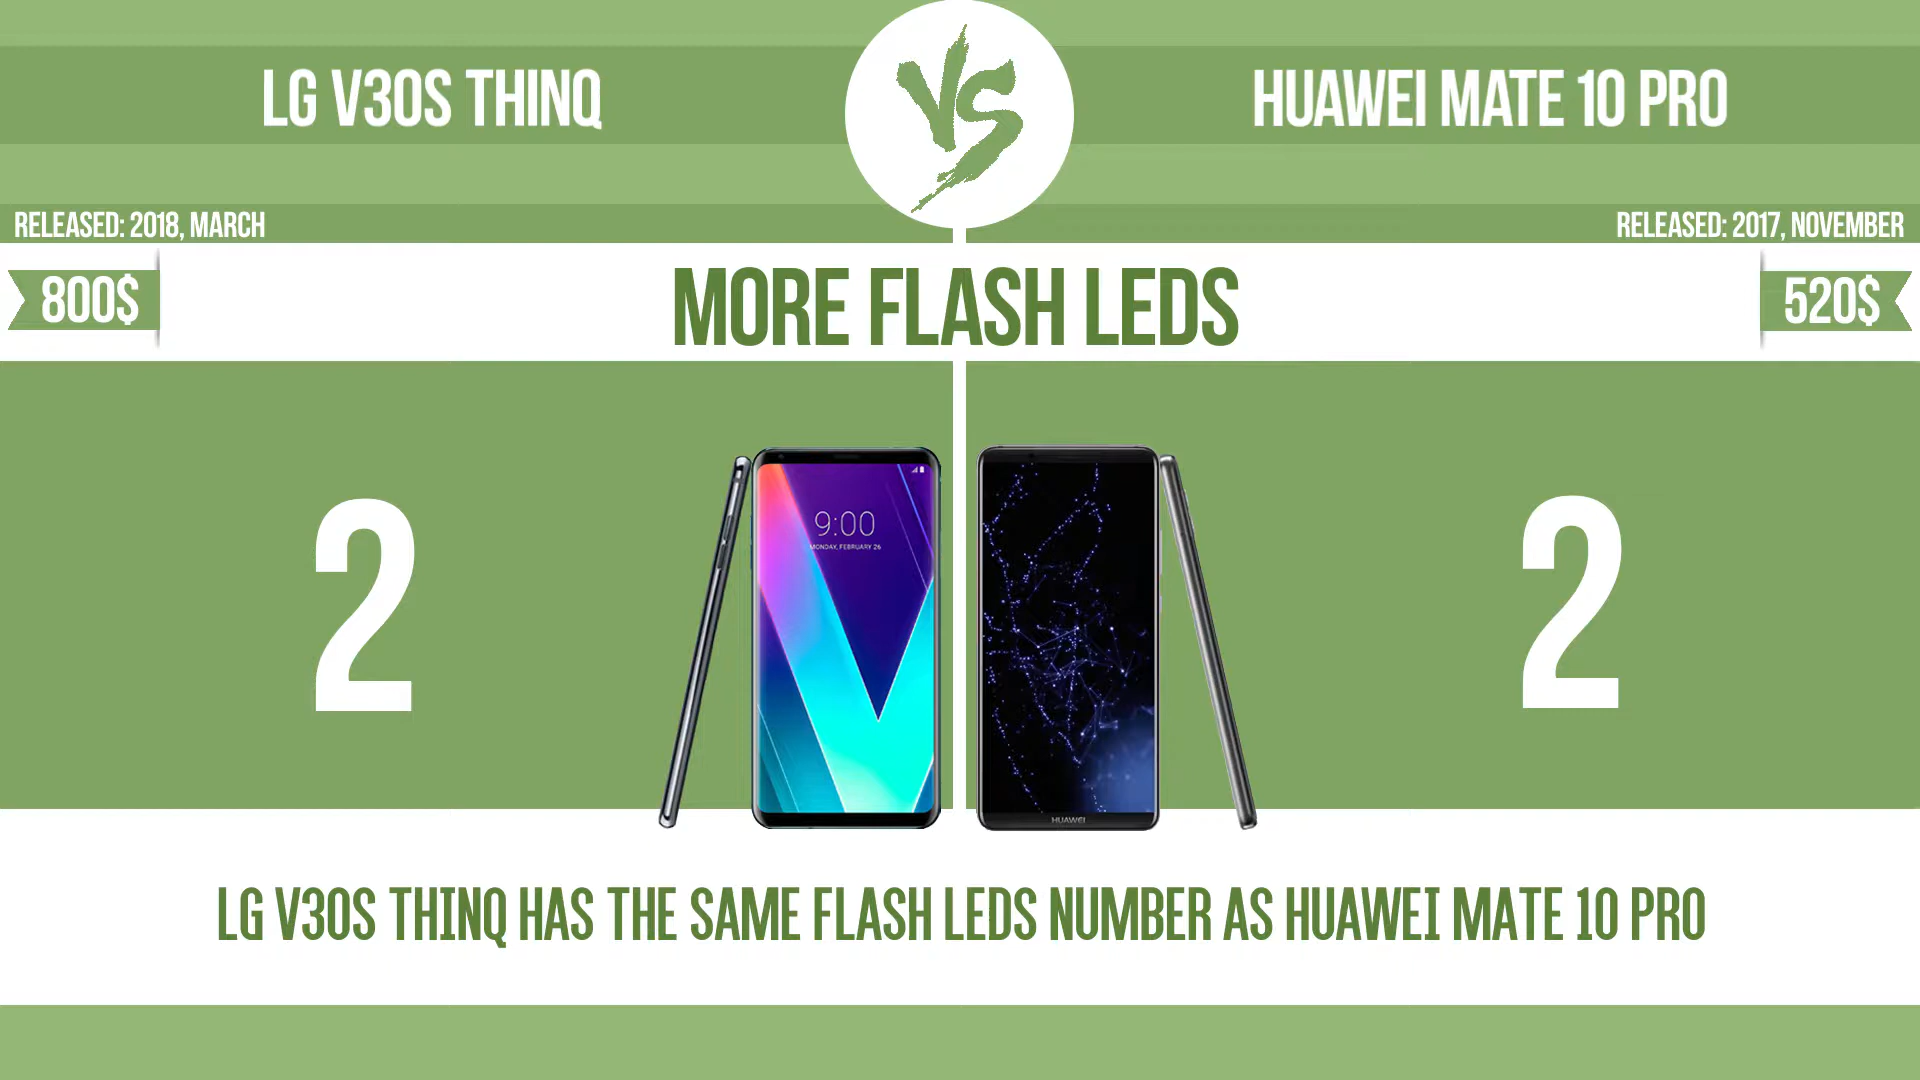 LG V30S THINQ
VS
HUAWEI MATE 10 PRO
RELEASED: 2018, MARCH
RELEASED: 2017, NOVEMBER
800$
MORE FLASH LEDS
520$
2
9:00
MONDAY, FEBRUARY 26
HUAWEI
2
LG V30S THINQ HAS THE SAME FLASH LEDS NUMBER AS HUAWEI MATE 10 PRO